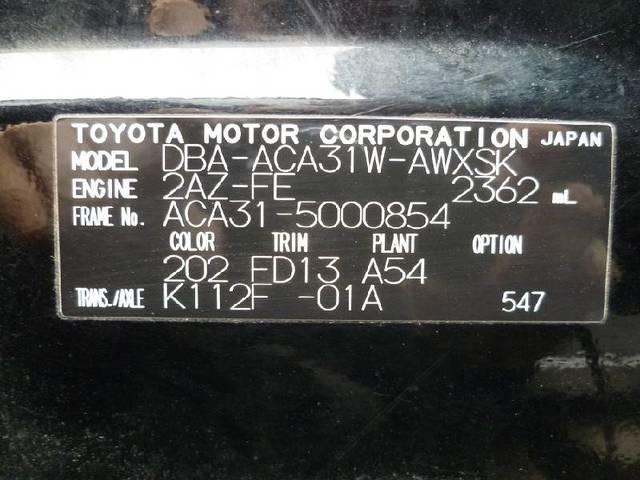 TOYOTA MOTOR CORPORATION JAPAN
MODEL DBA-ACA31W-AWXSK
ENGINE 2AZ-FE 2362 mL
FRAME No. ACA31-5000854
COLOR TRIM PLANT OPTION
202 FD13 A54
TRANS./AXLE K112F -01A 547